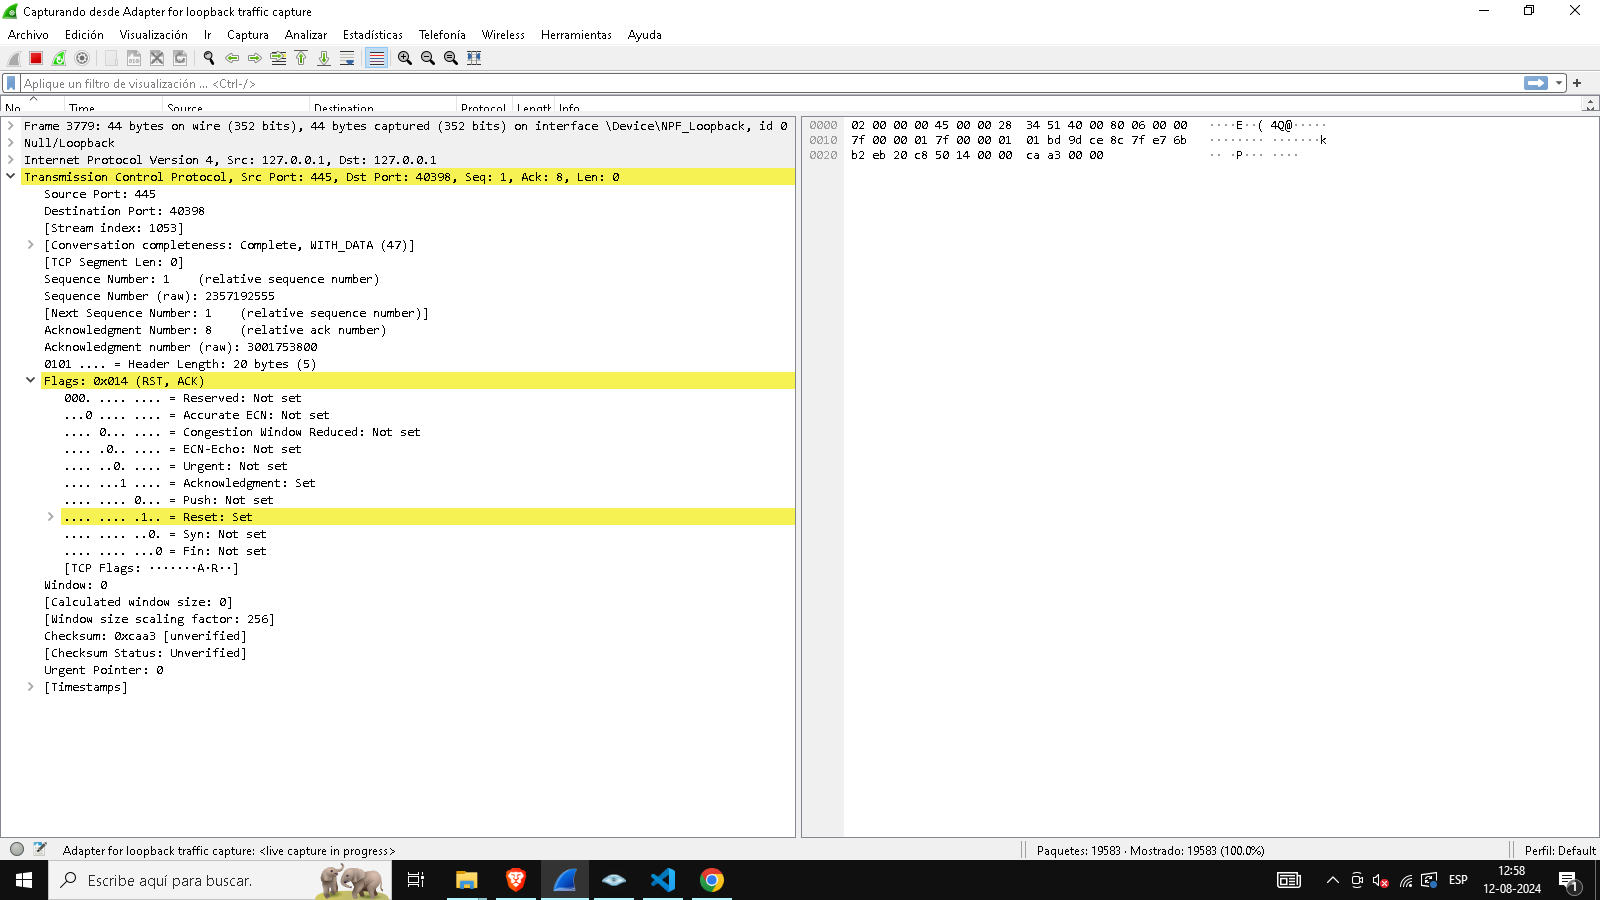 Capturando desde Adapter for loopback traffic capture
Archivo Edición Visualización Ir Captura Analizar Estadísticas Telefonía Wireless Herramientas Ayuda
Aplique un filtro de visualización ... <Ctrl-/>
No. Time Source Destination Protocol Length Info
Frame 3779: 44 bytes on wire (352 bits), 44 bytes captured (352 bits) on interface \Device\NPF_Loopback, id 0
Null/Loopback
Internet Protocol Version 4, Src: 127.0.0.1, Dst: 127.0.0.1
Transmission Control Protocol, Src Port: 445, Dst Port: 40398, Seq: 1, Ack: 8, Len: 0
Source Port: 445
Destination Port: 40398
[Stream index: 1053]
[Conversation completeness: Complete, WITH_DATA (47)]
[TCP Segment Len: 0]
Sequence Number: 1    (relative sequence number)
Sequence Number (raw): 2357192555
[Next Sequence Number: 1    (relative sequence number)]
Acknowledgment Number: 8    (relative ack number)
Acknowledgment number (raw): 3001753800
0101 .... = Header Length: 20 bytes (5)
Flags: 0x014 (RST, ACK)
000. .... .... = Reserved: Not set
...0 .... .... = Accurate ECN: Not set
.... 0... .... = Congestion Window Reduced: Not set
.... .0.. .... = ECN-Echo: Not set
.... ..0. .... = Urgent: Not set
.... ...1 .... = Acknowledgment: Set
.... .... 0... = Push: Not set
.... .... .1.. = Reset: Set
.... .... ..0. = Syn: Not set
.... .... ...0 = Fin: Not set
[TCP Flags: ·······A·R··]
Window: 0
[Calculated window size: 0]
[Window size scaling factor: 256]
Checksum: 0xcaa3 [unverified]
[Checksum Status: Unverified]
Urgent Pointer: 0
[Timestamps]
0000 02 00 00 00 45 00 00 28 34 51 40 00 80 06 00 00 ····E··( 4Q@·····
0010 7f 00 00 01 7f 00 00 01 01 bd 9d ce 8c 7f e7 6b ········ ·······k
0020 b2 eb 20 c8 50 14 00 00 ca a3 00 00 ·· ·P··· ····
Adapter for loopback traffic capture: <live capture in progress>
Paquetes: 19583 · Mostrado: 19583 (100.0%)
Perfil: Default
Escribe aquí para buscar.
ESP
12:58
12-08-2024
1